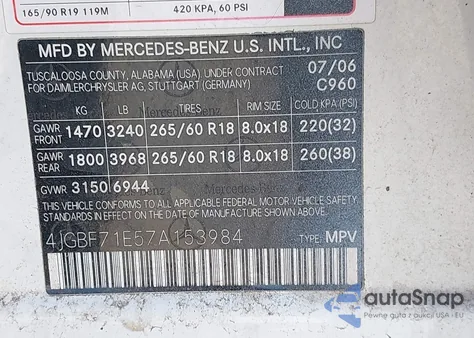 165/90 R19 119M 420 KPA, 60 PSI
MFD BY MERCEDES-BENZ U.S. INTL., INC
TUSCALOOSA COUNTY, ALABAMA (USA) UNDER CONTRACT 07/06
FOR DAIMLERCHRYSLER AG, STUTTGART (GERMANY) C960
KG LB TIRES RIM SIZE COLD KPA (PSI)
GAWR FRONT 1470 3240 265/60 R18 8.0x18 220(32)
GAWR REAR 1800 3968 265/60 R18 8.0x18 260(38)
GVWR 3150 6944
THIS VEHICLE CONFORMS TO ALL APPLICABLE FEDERAL MOTOR VEHICLE
SAFETY STANDARDS IN EFFECT ON THE DATE OF MANUFACTURE SHOWN ABOVE.
4JGBF71E57A153984 TYPE: MPV
autoSnap
Pewne auta z USA i EU